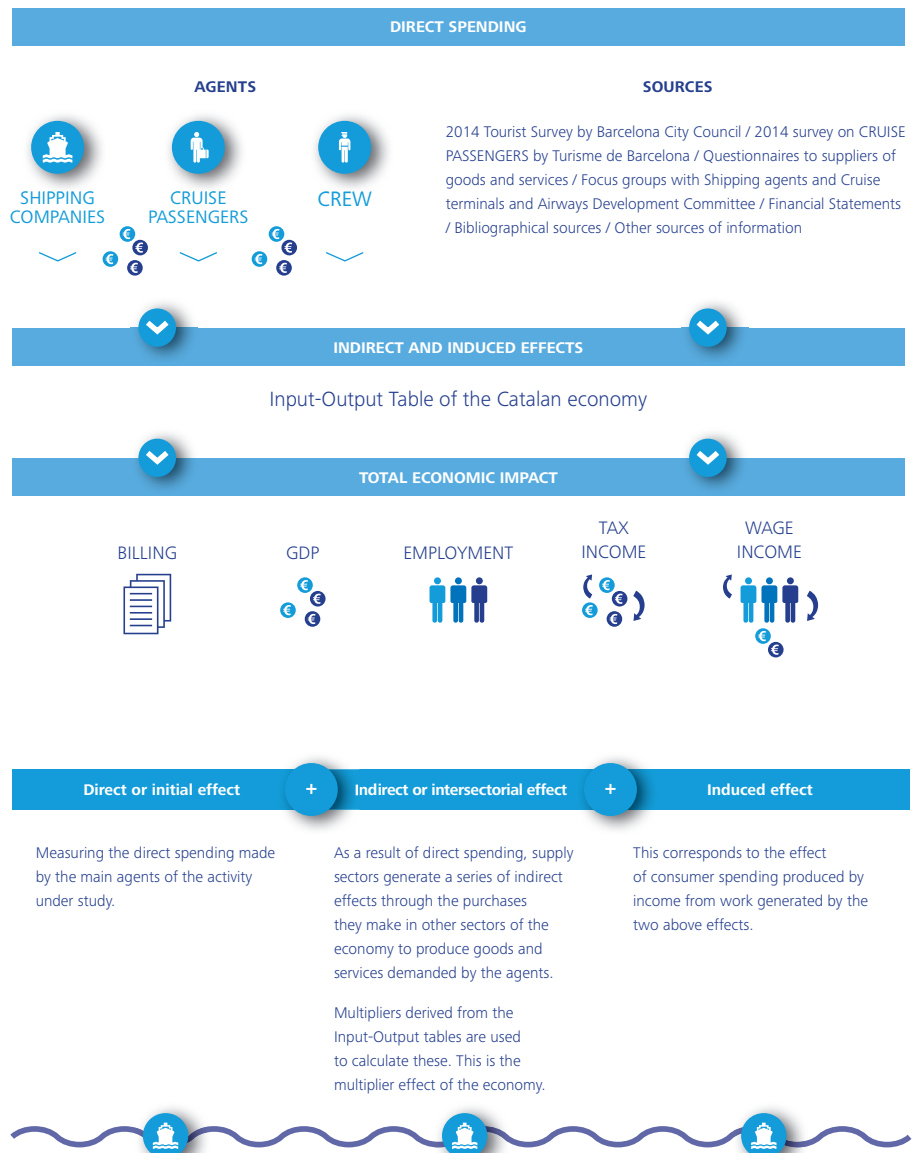 DIRECT SPENDING
AGENTS
SHIPPING
COMPANIES
CRUISE
PASSENGERS
CREW
€
€
€
€
€
€
€
€
SOURCES
2014 Tourist Survey by Barcelona City Council / 2014 survey on CRUISE
PASSENGERS by Turisme de Barcelona / Questionnaires to suppliers of
goods and services / Focus groups with Shipping agents and Cruise
terminals and Airways Development Committee / Financial Statements
/ Bibliographical sources / Other sources of information
INDIRECT AND INDUCED EFFECTS
Input-Output Table of the Catalan economy
TOTAL ECONOMIC IMPACT
BILLING
GDP
€
€
€
€
EMPLOYMENT
TAX
INCOME
€
€
€
€
WAGE
INCOME
€
€
Direct or initial effect
+
Indirect or intersectorial effect
+
Induced effect
Measuring the direct spending made
by the main agents of the activity
under study.
As a result of direct spending, supply
sectors generate a series of indirect
effects through the purchases
they make in other sectors of the
economy to produce goods and
services demanded by the agents.
Multipliers derived from the
Input-Output tables are used
to calculate these. This is the
multiplier effect of the economy.
This corresponds to the effect
of consumer spending produced by
income from work generated by the
two above effects.